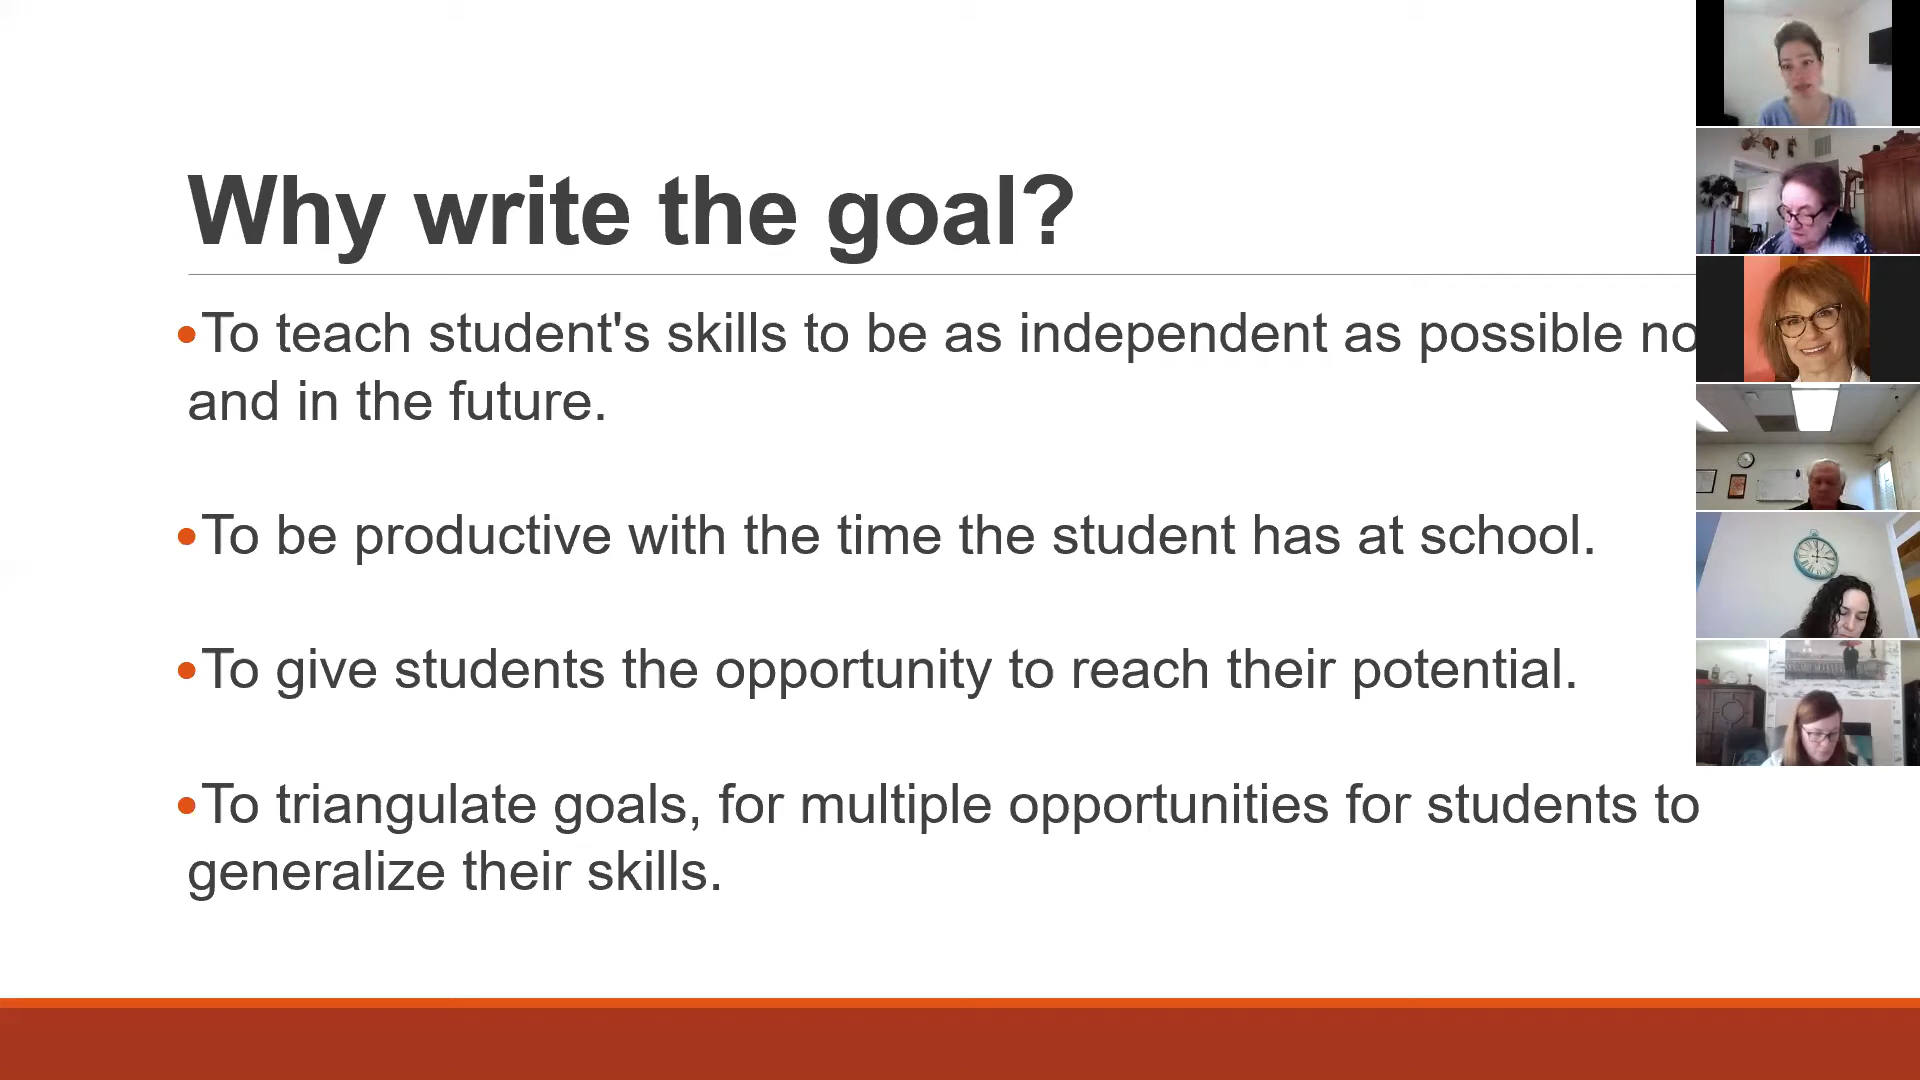 Why write the goal?
•To teach student's skills to be as independent as possible no
and in the future.
•To be productive with the time the student has at school.
•To give students the opportunity to reach their potential.
•To triangulate goals, for multiple opportunities for students to
generalize their skills.